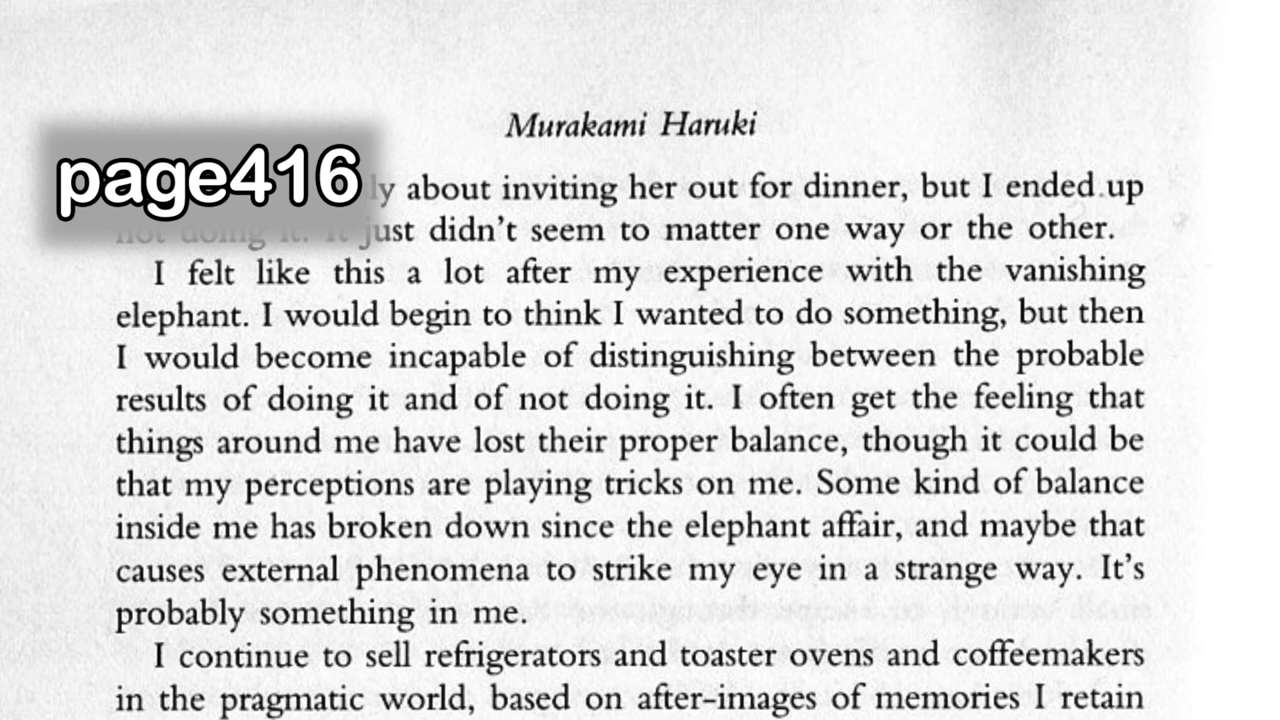 Murakami Haruki
page416
ly about inviting her out for dinner, but I ended up
not doing it. It just didn't seem to matter one way or the other.
I felt like this a lot after my experience with the vanishing
elephant. I would begin to think I wanted to do something, but then
I would become incapable of distinguishing between the probable
results of doing it and of not doing it. I often get the feeling that
things around me have lost their proper balance, though it could be
that my perceptions are playing tricks on me. Some kind of balance
inside me has broken down since the elephant affair, and maybe that
causes external phenomena to strike my eye in a strange way. It's
probably something in me.
I continue to sell refrigerators and toaster ovens and coffeemakers
in the pragmatic world, based on after-images of memories I retain